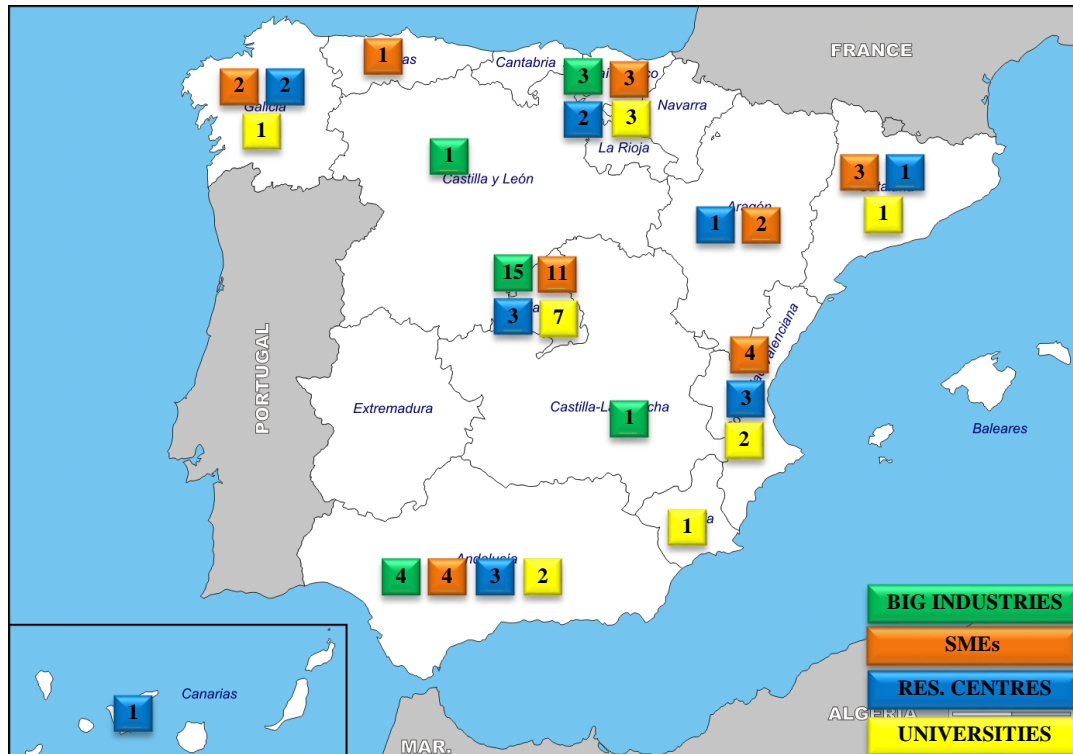 FRANCE
1
as
Cantabria
3
3
2
2
Galicia
Navarra
1
2
3
La Rioja
1
Castilla y León
3
1
1
Aragón
1
2
15
11
3
7
4
PORTUGAL
Extremadura
Castilla-La
cha
1
3
2
Baleares
1
Andalucía
4
4
3
2
BIG INDUSTRIES
SMEs
Canarias
1
RES. CENTRES
ALGERIA
UNIVERSITIES
MAR.